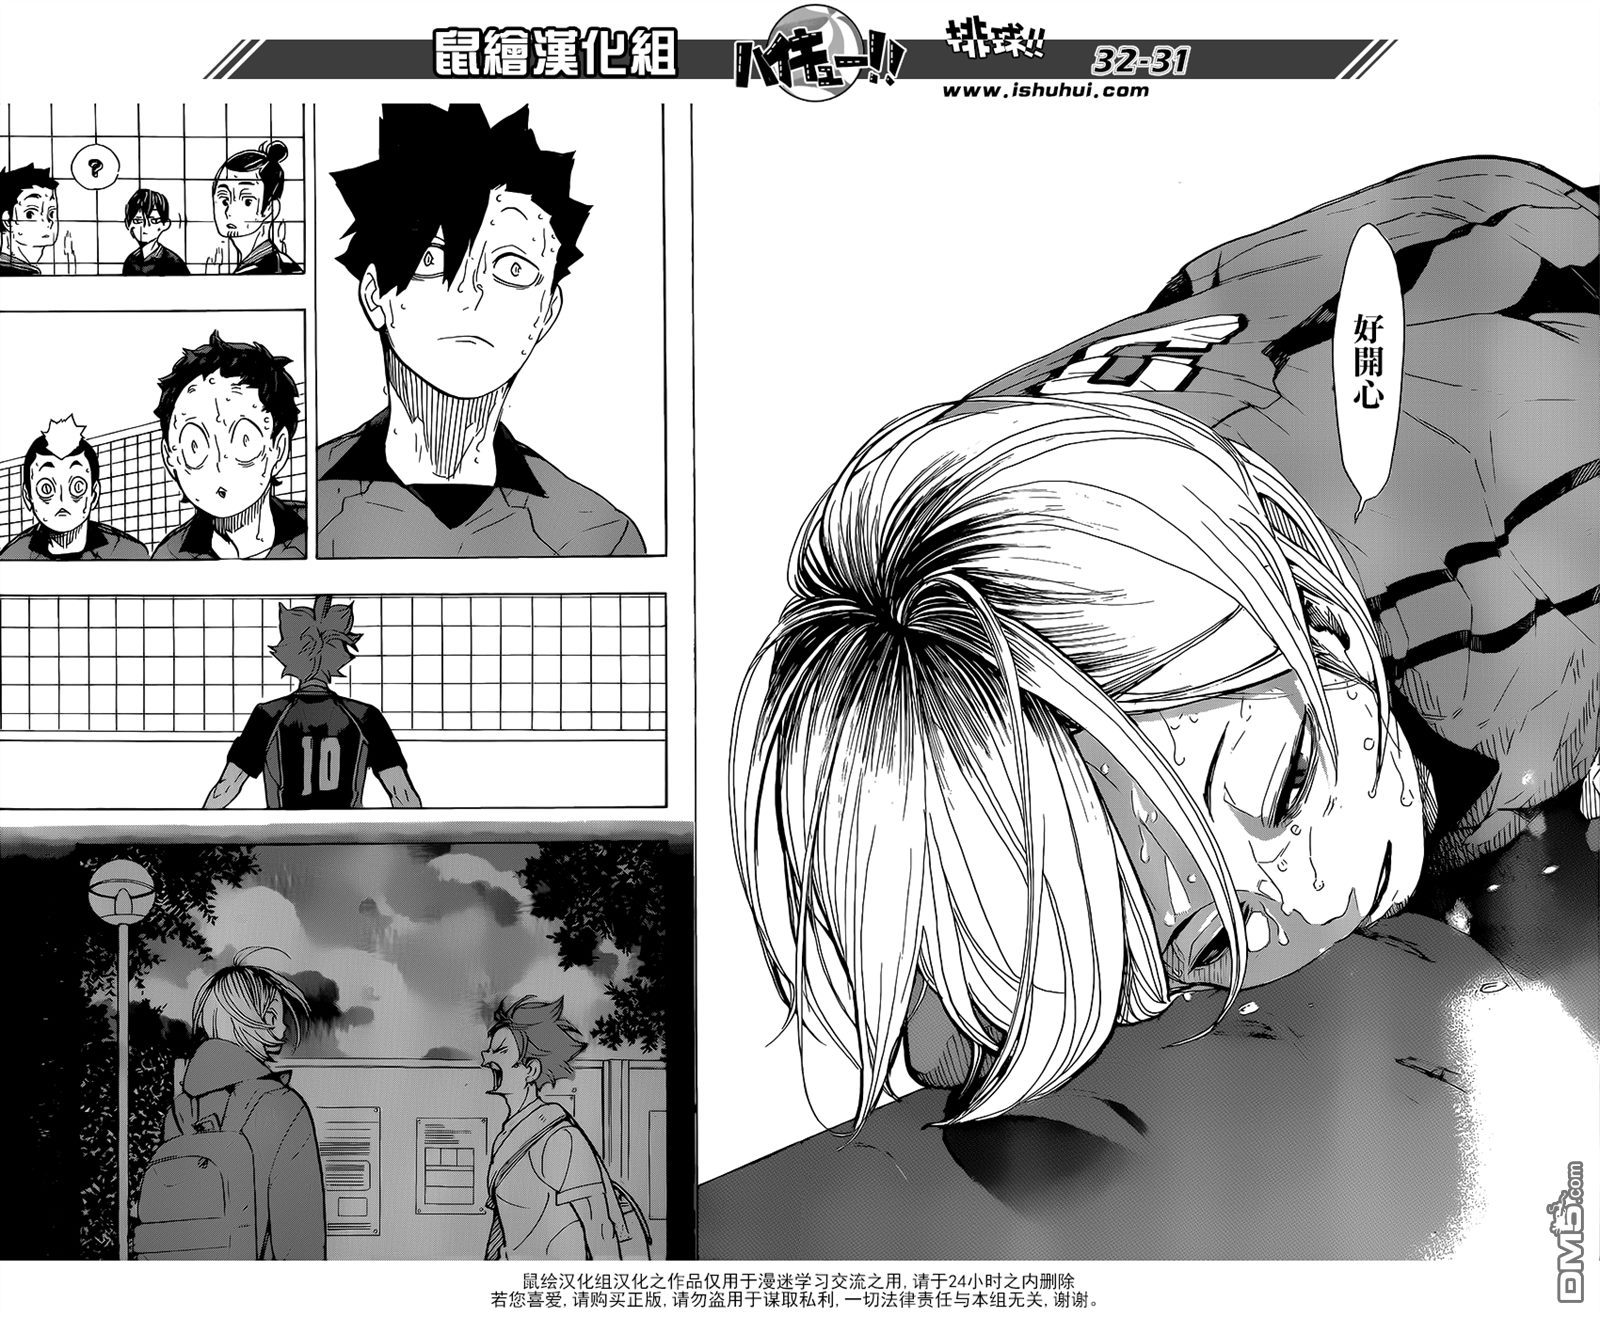 鼠繪漢化組
ハイキュー!!
排球!!
32-31
www.ishuhui.com
好開心
?
10
鼠绘汉化组汉化之作品仅用于漫迷学习交流之用,请于24小时之内删除
若您喜爱,请购买正版,请勿盗用于谋取私利,一切法律责任与本组无关,谢谢。
DM5.com